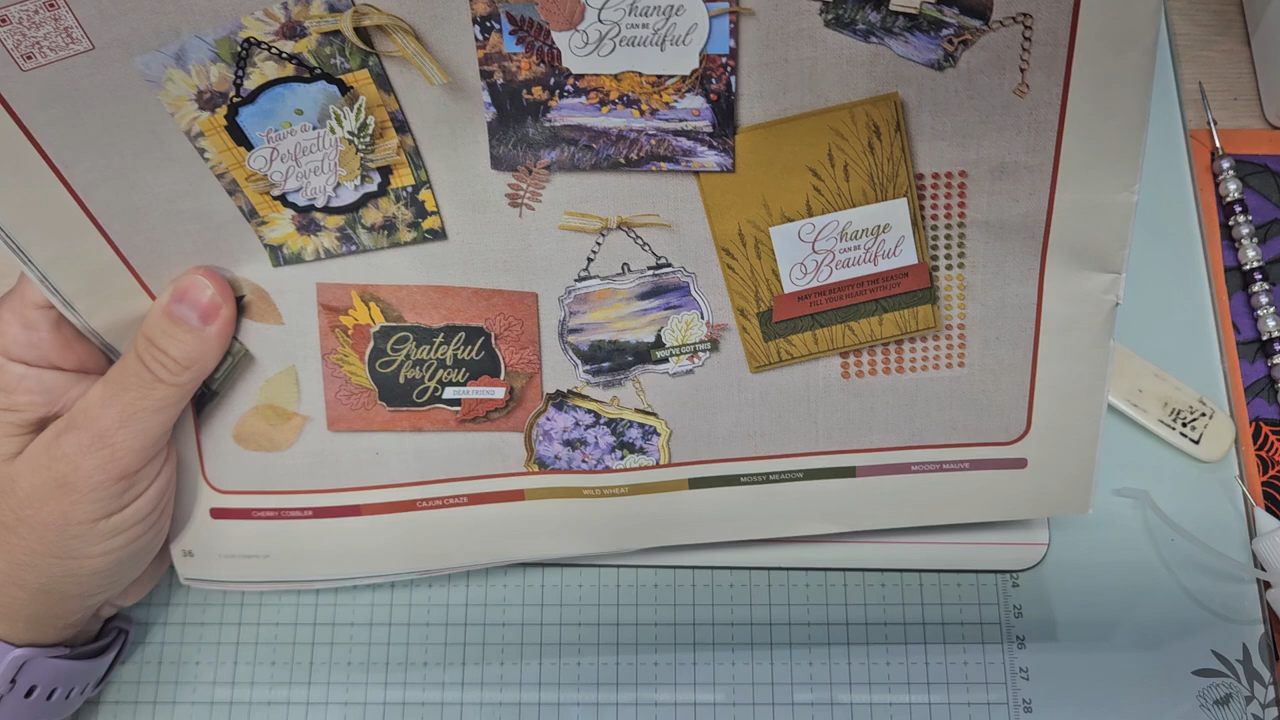 Change
CAN BE
Beautiful
have a
Perfectly
Lovely
day
Change
CAN BE
Beautiful
MAY THE BEAUTY OF THE SEASON
FILL YOUR HEART WITH JOY
Grateful
for You
DEAR FRIEND
YOU'VE GOT THIS
CHERRY COBBLER
CAJUN CRAZE
WILD WHEAT
MOSSY MEADOW
MOODY MAUVE
36
24
25
26
27
28